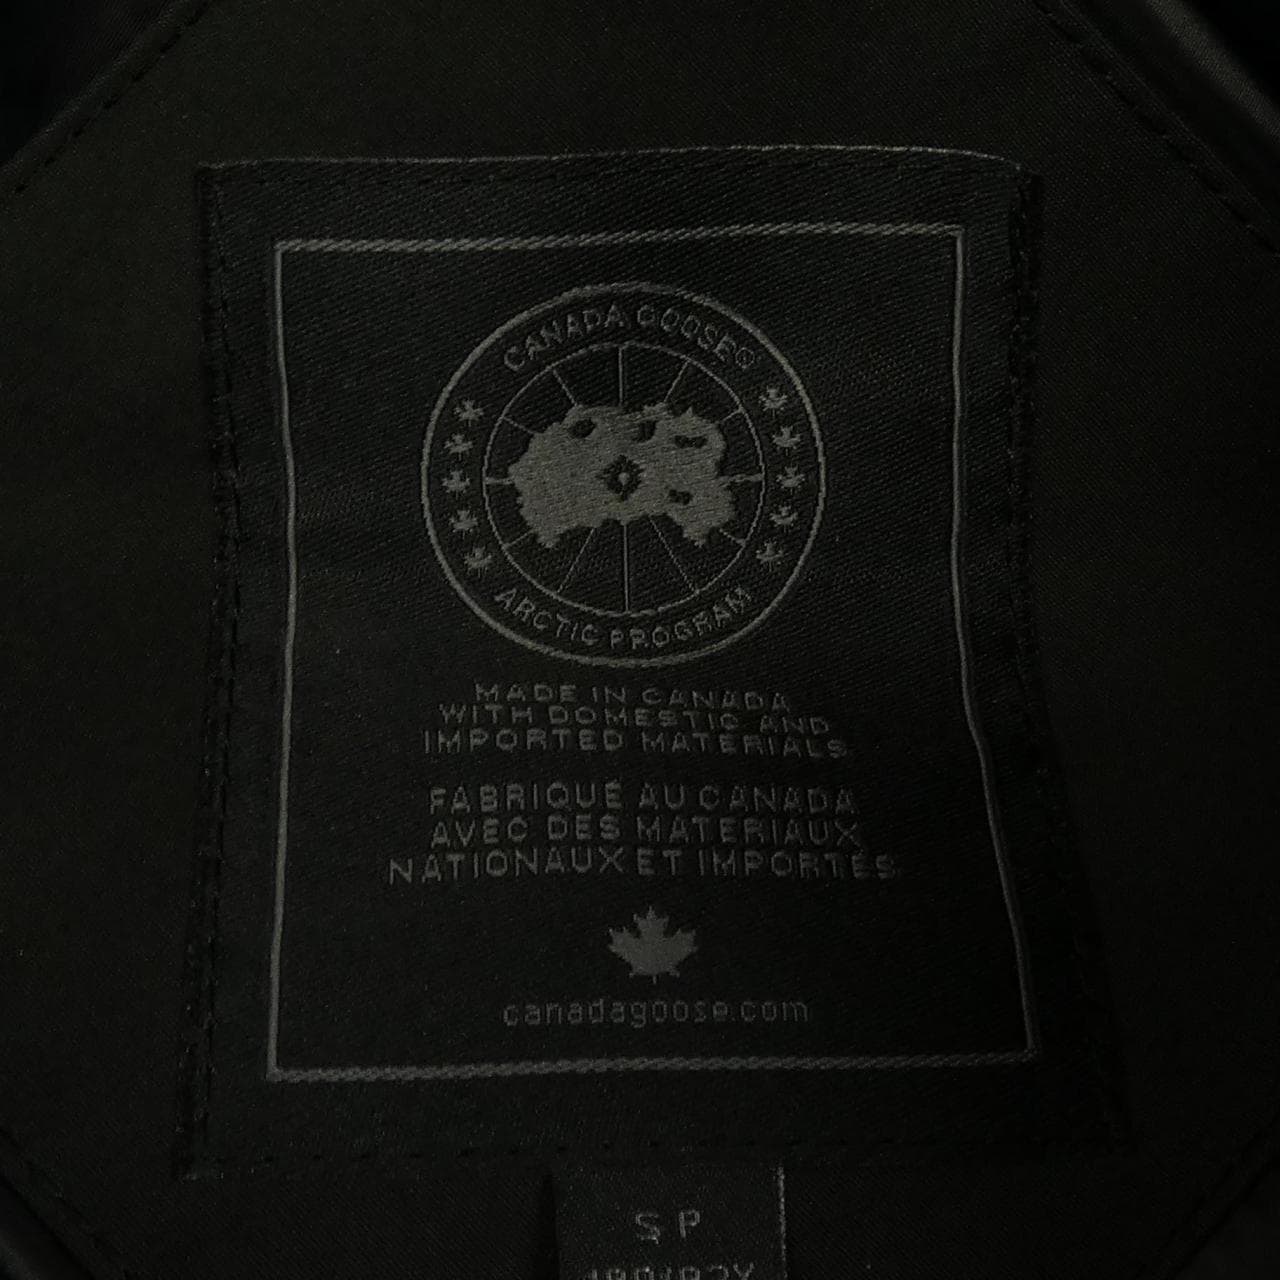 CANADA GOOSE®
ARCTIC PROGRAM
MADE IN CANADA
WITH DOMESTIC AND
IMPORTED MATERIALS
FABRIQUÉ AU CANADA
AVEC DES MATERIAUX
NATIONAUX ET IMPORTÉS
canadagoose.com
SP